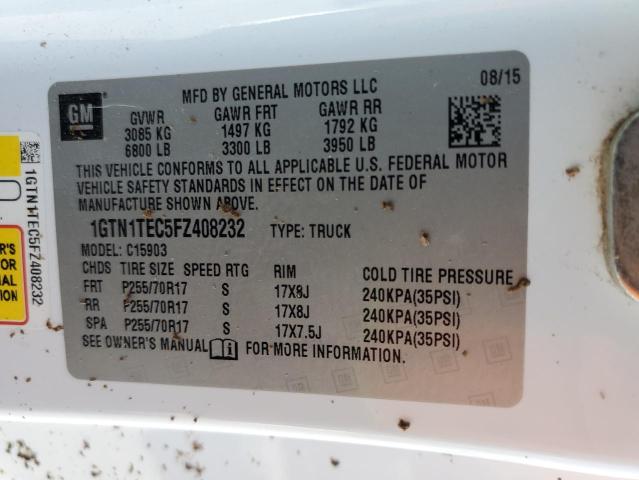 MFD BY GENERAL MOTORS LLC 08/15
GM
GVWR GAWR FRT GAWR RR
3085 KG 1497 KG 1792 KG
6800 LB 3300 LB 3950 LB
THIS VEHICLE CONFORMS TO ALL APPLICABLE U.S. FEDERAL MOTOR
VEHICLE SAFETY STANDARDS IN EFFECT ON THE DATE OF
MANUFACTURE SHOWN ABOVE.
1GTN1TEC5FZ408232 TYPE: TRUCK
MODEL: C15903
CHDS TIRE SIZE SPEED RTG RIM COLD TIRE PRESSURE
FRT P255/70R17 S 17X8J 240KPA(35PSI)
RR P255/70R17 S 17X8J 240KPA(35PSI)
SPA P255/70R17 S 17X7.5J 240KPA(35PSI)
SEE OWNER'S MANUAL FOR MORE INFORMATION.
1GTN1TEC5FZ408232
ER'S
FOR
IONAL